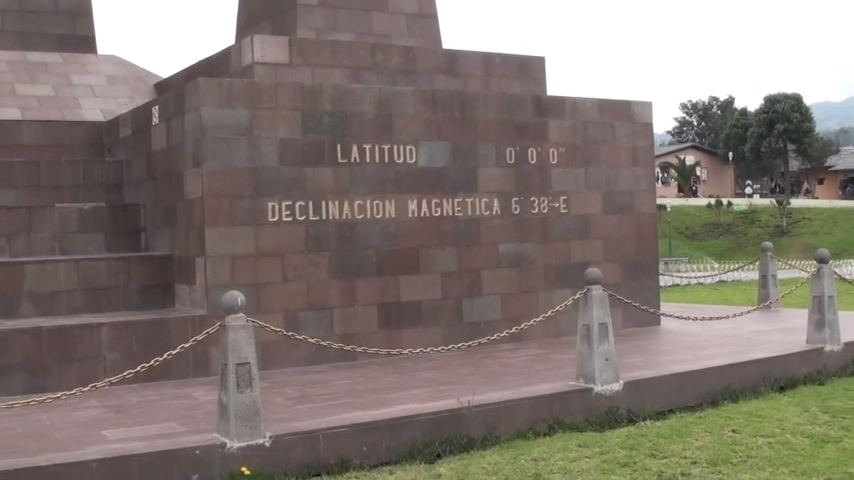 LATITUD 0° 0' 0"
DECLINACION MAGNETICA 6° 38'→E